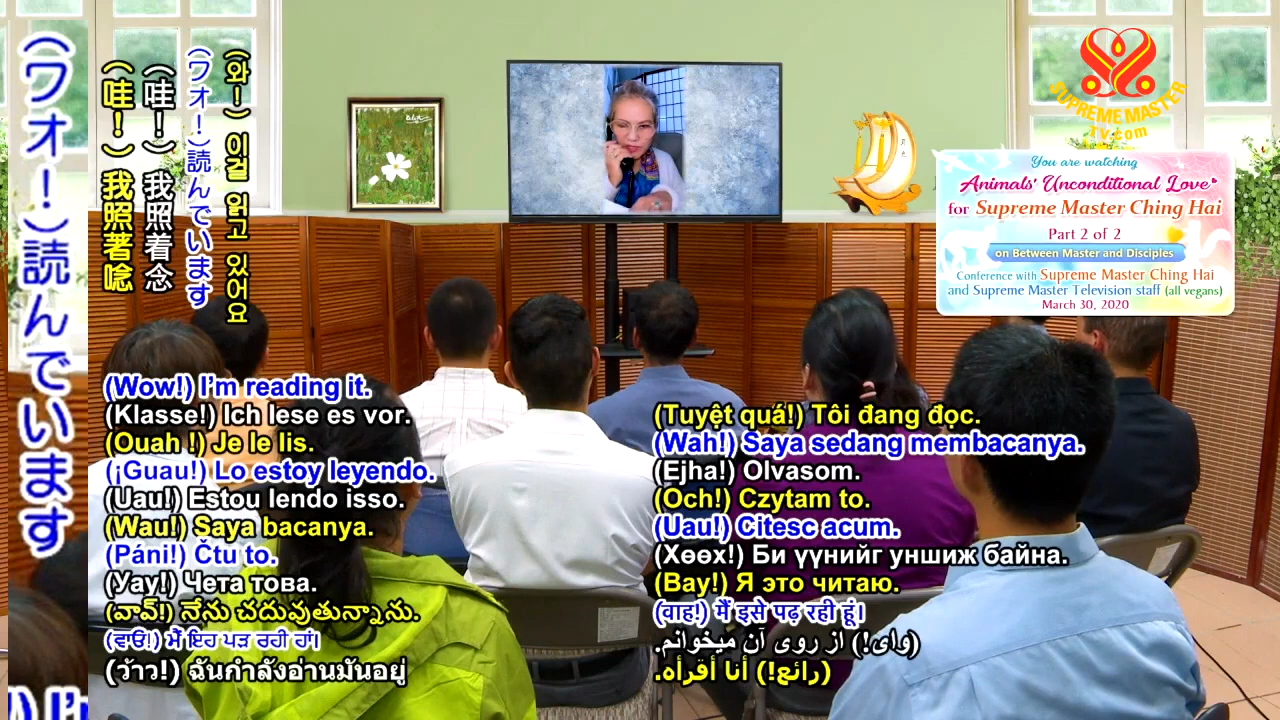 (ワオ！)読んでいます
(哇！) 我照著唸
(哇！) 我照着念
(ワオ！)読んでいます
(와！) 이걸 읽고 있어요
SUPREME MASTER
TV.com
You are watching
Animals' Unconditional Love
for Supreme Master Ching Hai
Part 2 of 2
on Between Master and Disciples
Conference with Supreme Master Ching Hai
and Supreme Master Television staff (all vegans)
March 30, 2020
(Wow!) I'm reading it.
(Klasse!) Ich lese es vor.
(Ouah !) Je le lis.
(¡Guau!) Lo estoy leyendo.
(Uau!) Estou lendo isso.
(Wau!) Saya bacanya.
(Páni!) Čtu to.
(Уау!) Чета това.
(వావ్!) నేను చదువుతున్నాను.
(ਵਾਉ!) ਮੈਂ ਇਹ ਪੜ ਰਹੀ ਹਾਂ।
(ว้าว!) ฉันกำลังอ่านมันอยู่
(Tuyệt quá!) Tôi đang đọc.
(Wah!) Saya sedang membacanya.
(Ejha!) Olvasom.
(Och!) Czytam to.
(Uau!) Citesc acum.
(Хөөх!) Би үүнийг уншиж байна.
(Вау!) Я это читаю.
(वाह!) मैं इसे पढ़ रही हूं।
(وای!) از روی آن میخوانم.
(رائع!) أنا أقرأه.